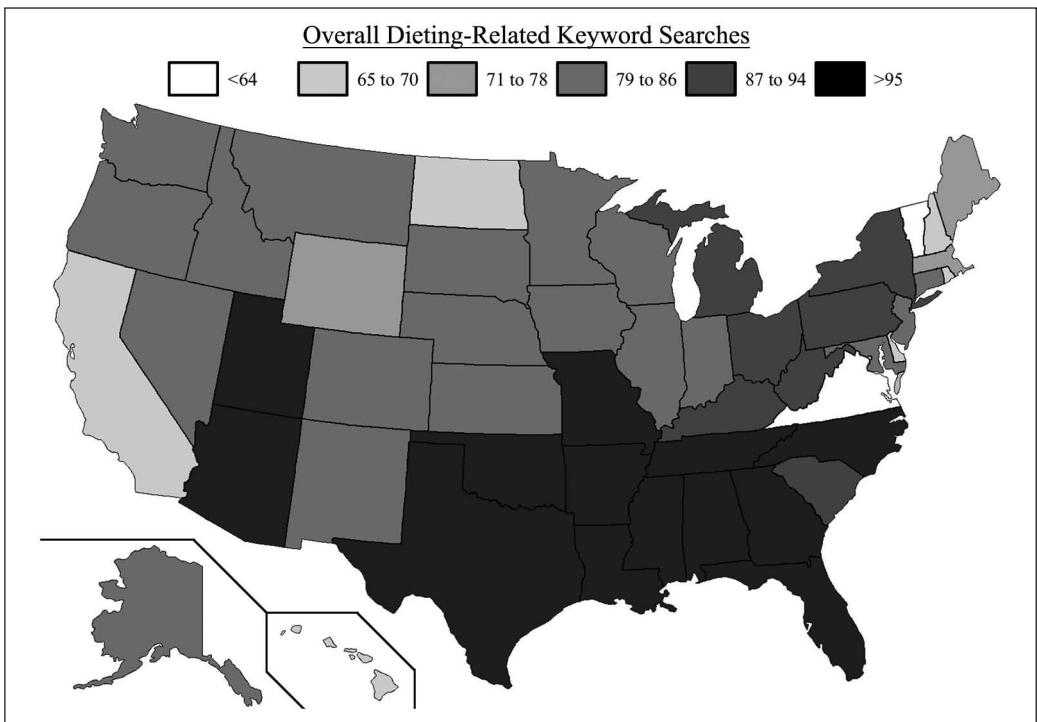 Overall Dieting-Related Keyword Searches
<64 65 to 70 71 to 78 79 to 86 87 to 94 >95